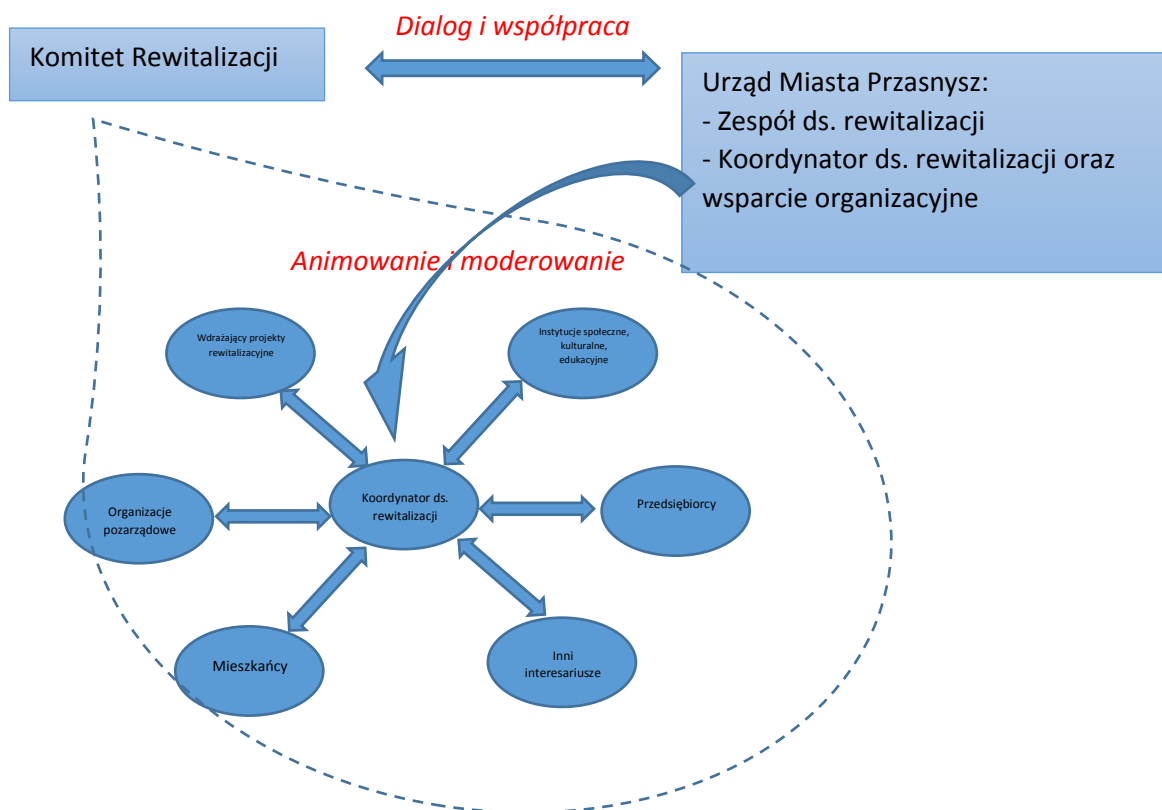 Dialog i współpraca
Komitet Rewitalizacji
Urząd Miasta Przasnysz:
- Zespół ds. rewitalizacji
- Koordynator ds. rewitalizacji oraz
wsparcie organizacyjne
Animowanie i moderowanie
Wdrażający projekty
rewitalizacyjne
Instytucje społeczne,
kulturalne,
edukacyjne
Organizacje
pozarządowe
Koordynator ds.
rewitalizacji
Przedsiębiorcy
Mieszkańcy
Inni
interesariusze